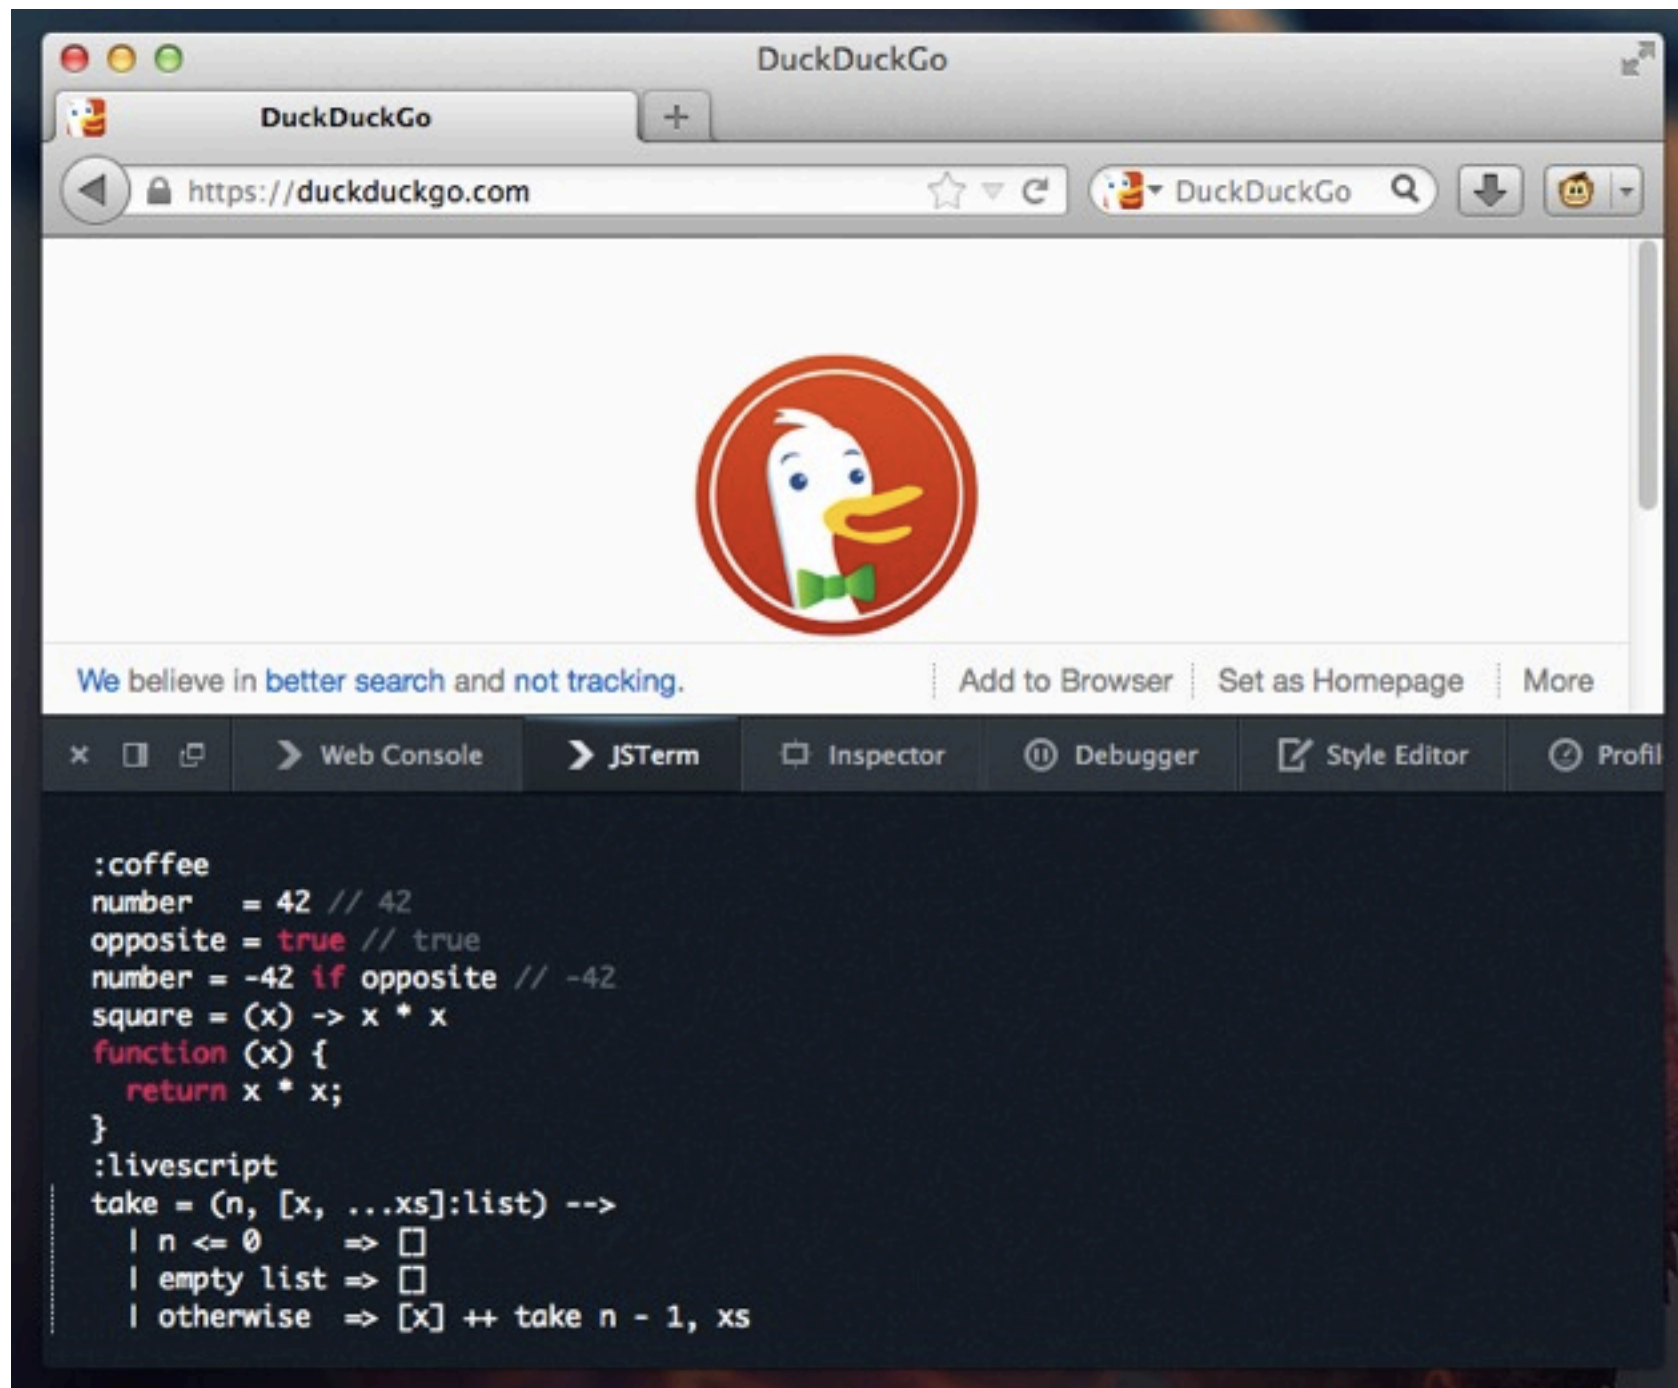 DuckDuckGo
DuckDuckGo
https://duckduckgo.com DuckDuckGo
We believe in better search and not tracking. Add to Browser Set as Homepage More
Web Console JSTerm Inspector Debugger Style Editor Profil
:coffee
number   = 42 // 42
opposite = true // true
number = -42 if opposite // -42
square = (x) -> x * x
function (x) {
  return x * x;
}
:livescript
take = (n, [x, ...xs]:list) -->
  | n <= 0     => []
  | empty list => []
  | otherwise  => [x] ++ take n - 1, xs